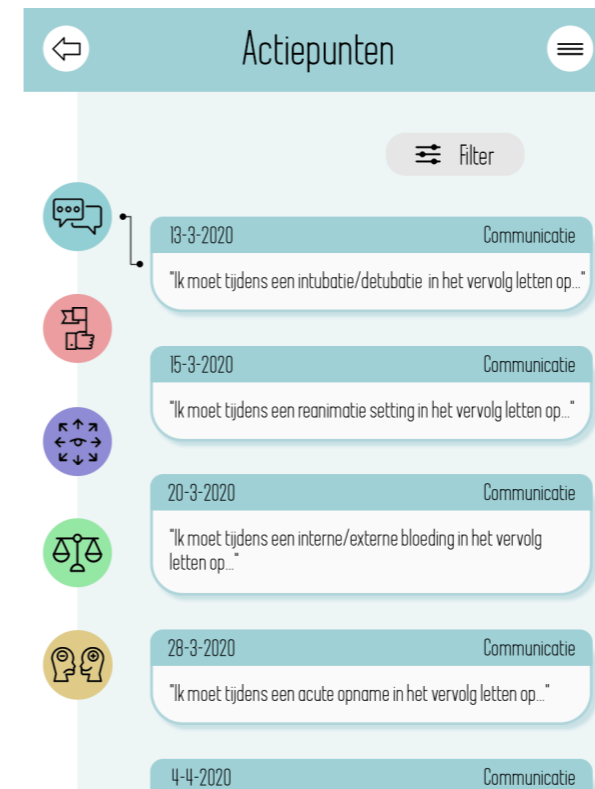 Actiepunten
Filter
13-3-2020 Communicatie
"Ik moet tijdens een intubatie/detubatie in het vervolg letten op..."
15-3-2020 Communicatie
"Ik moet tijdens een reanimatie setting in het vervolg letten op..."
20-3-2020 Communicatie
"Ik moet tijdens een interne/externe bloeding in het vervolg
letten op..."
28-3-2020 Communicatie
"Ik moet tijdens een acute opname in het vervolg letten op..."
4-4-2020 Communicatie